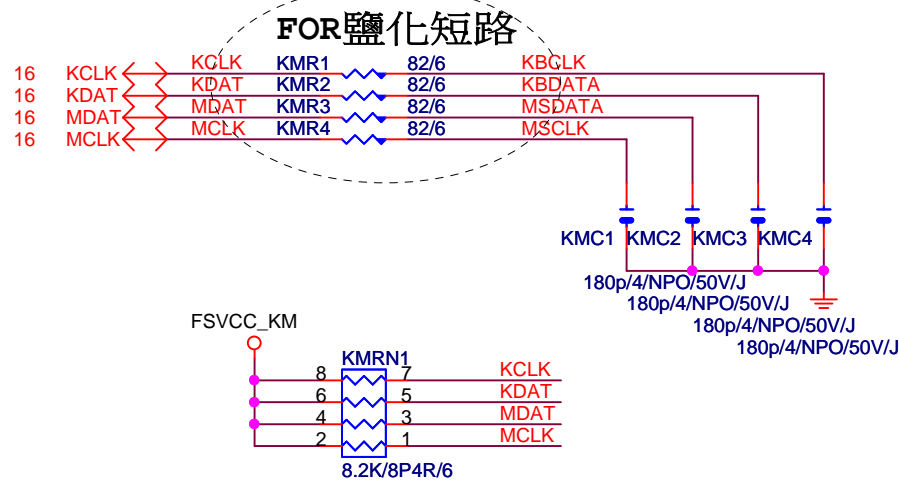 FOR鹽化短路
16 KCLK KCLK KMR1 82/6 KBCLK
16 KDAT KDAT KMR2 82/6 KBDATA
16 MDAT MDAT KMR3 82/6 MSDATA
16 MCLK MCLK KMR4 82/6 MSCLK
KMC1 KMC2 KMC3 KMC4
180p/4/NPO/50V/J
180p/4/NPO/50V/J
180p/4/NPO/50V/J
180p/4/NPO/50V/J
FSVCC_KM
KMRN1
8 7 KCLK
6 5 KDAT
4 3 MDAT
2 1 MCLK
8.2K/8P4R/6